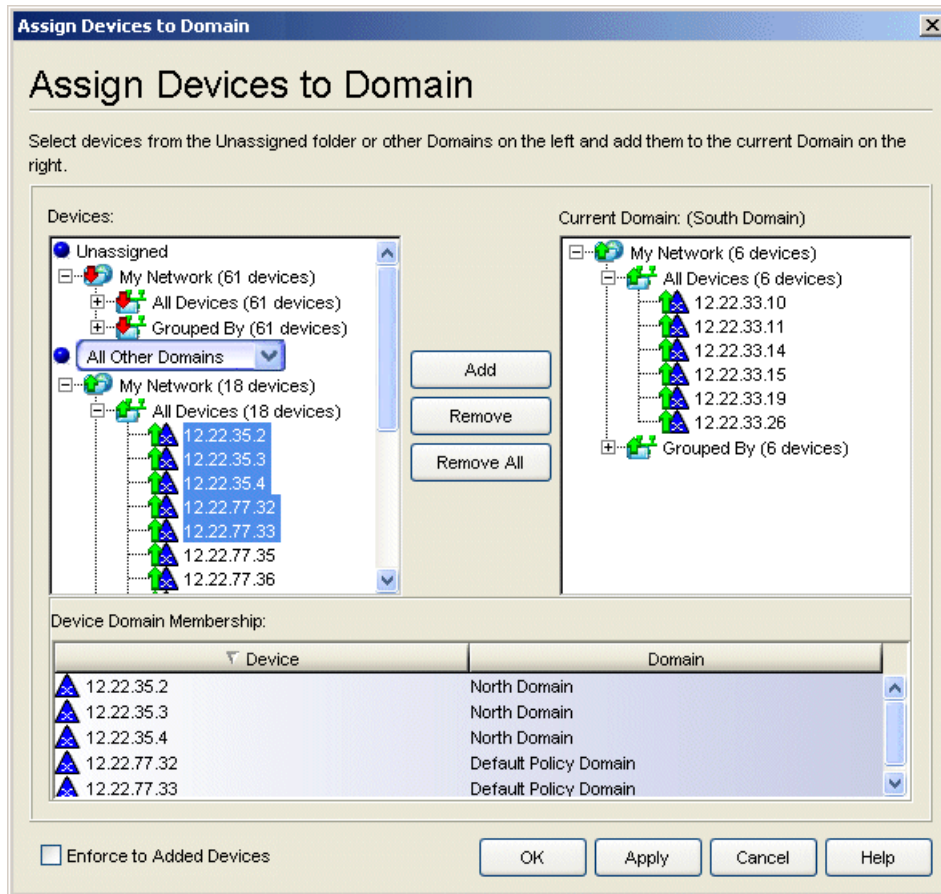 Assign Devices to Domain
Assign Devices to Domain
Select devices from the Unassigned folder or other Domains on the left and add them to the current Domain on the
right.
Devices:
Unassigned
My Network (61 devices)
All Devices (61 devices)
Grouped By (61 devices)
All Other Domains
My Network (18 devices)
All Devices (18 devices)
12.22.35.2
12.22.35.3
12.22.35.4
12.22.77.32
12.22.77.33
12.22.77.35
12.22.77.36
Add
Remove
Remove All
Current Domain: (South Domain)
My Network (6 devices)
All Devices (6 devices)
12.22.33.10
12.22.33.11
12.22.33.14
12.22.33.15
12.22.33.19
12.22.33.26
Grouped By (6 devices)
Device Domain Membership:
Device Domain
12.22.35.2 North Domain
12.22.35.3 North Domain
12.22.35.4 North Domain
12.22.77.32 Default Policy Domain
12.22.77.33 Default Policy Domain
Enforce to Added Devices
OK Apply Cancel Help